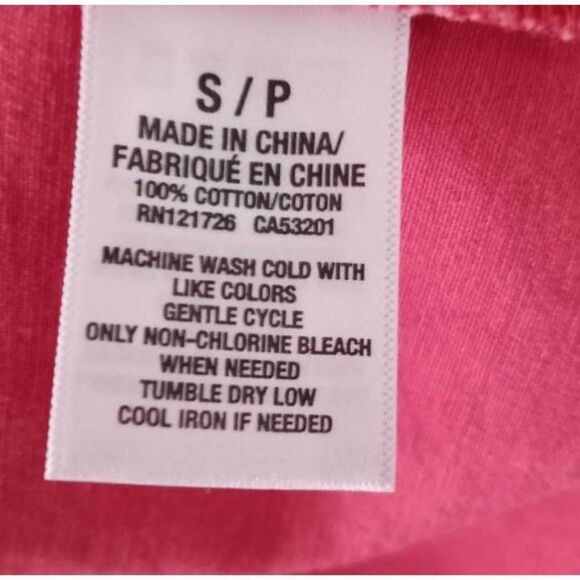 S / P
MADE IN CHINA/
FABRIQUÉ EN CHINE
100% COTTON/COTON
RN121726 CA53201
MACHINE WASH COLD WITH
LIKE COLORS
GENTLE CYCLE
ONLY NON-CHLORINE BLEACH
WHEN NEEDED
TUMBLE DRY LOW
COOL IRON IF NEEDED